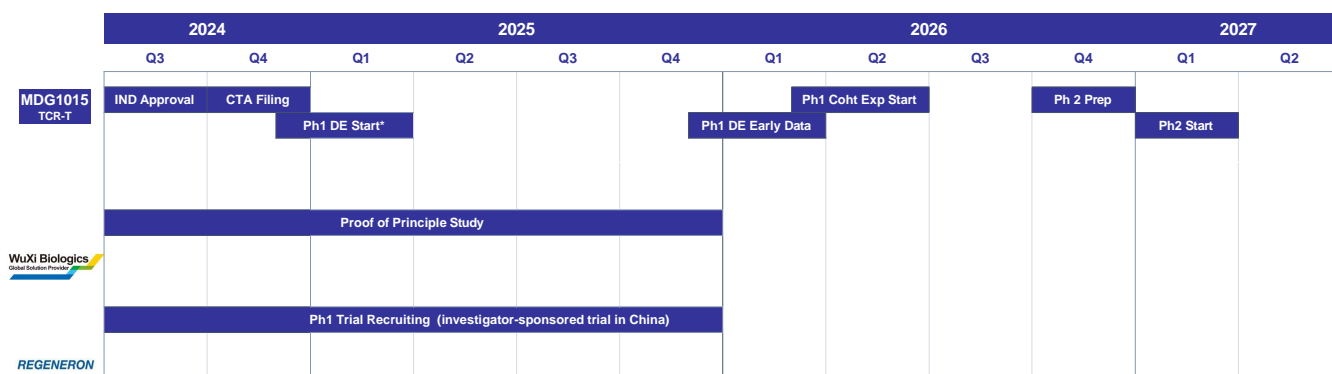 2024 2025 2026 2027
Q3 Q4 Q1 Q2 Q3 Q4 Q1 Q2 Q3 Q4 Q1 Q2
MDG1015 IND Approval CTA Filing Ph1 Coht Exp Start Ph 2 Prep
TCR-T
Ph1 DE Start* Ph1 DE Early Data Ph2 Start
Proof of Principle Study
WuXi Biologics
Global Solution Provider
Ph1 Trial Recruiting (investigator-sponsored trial in China)
REGENERON